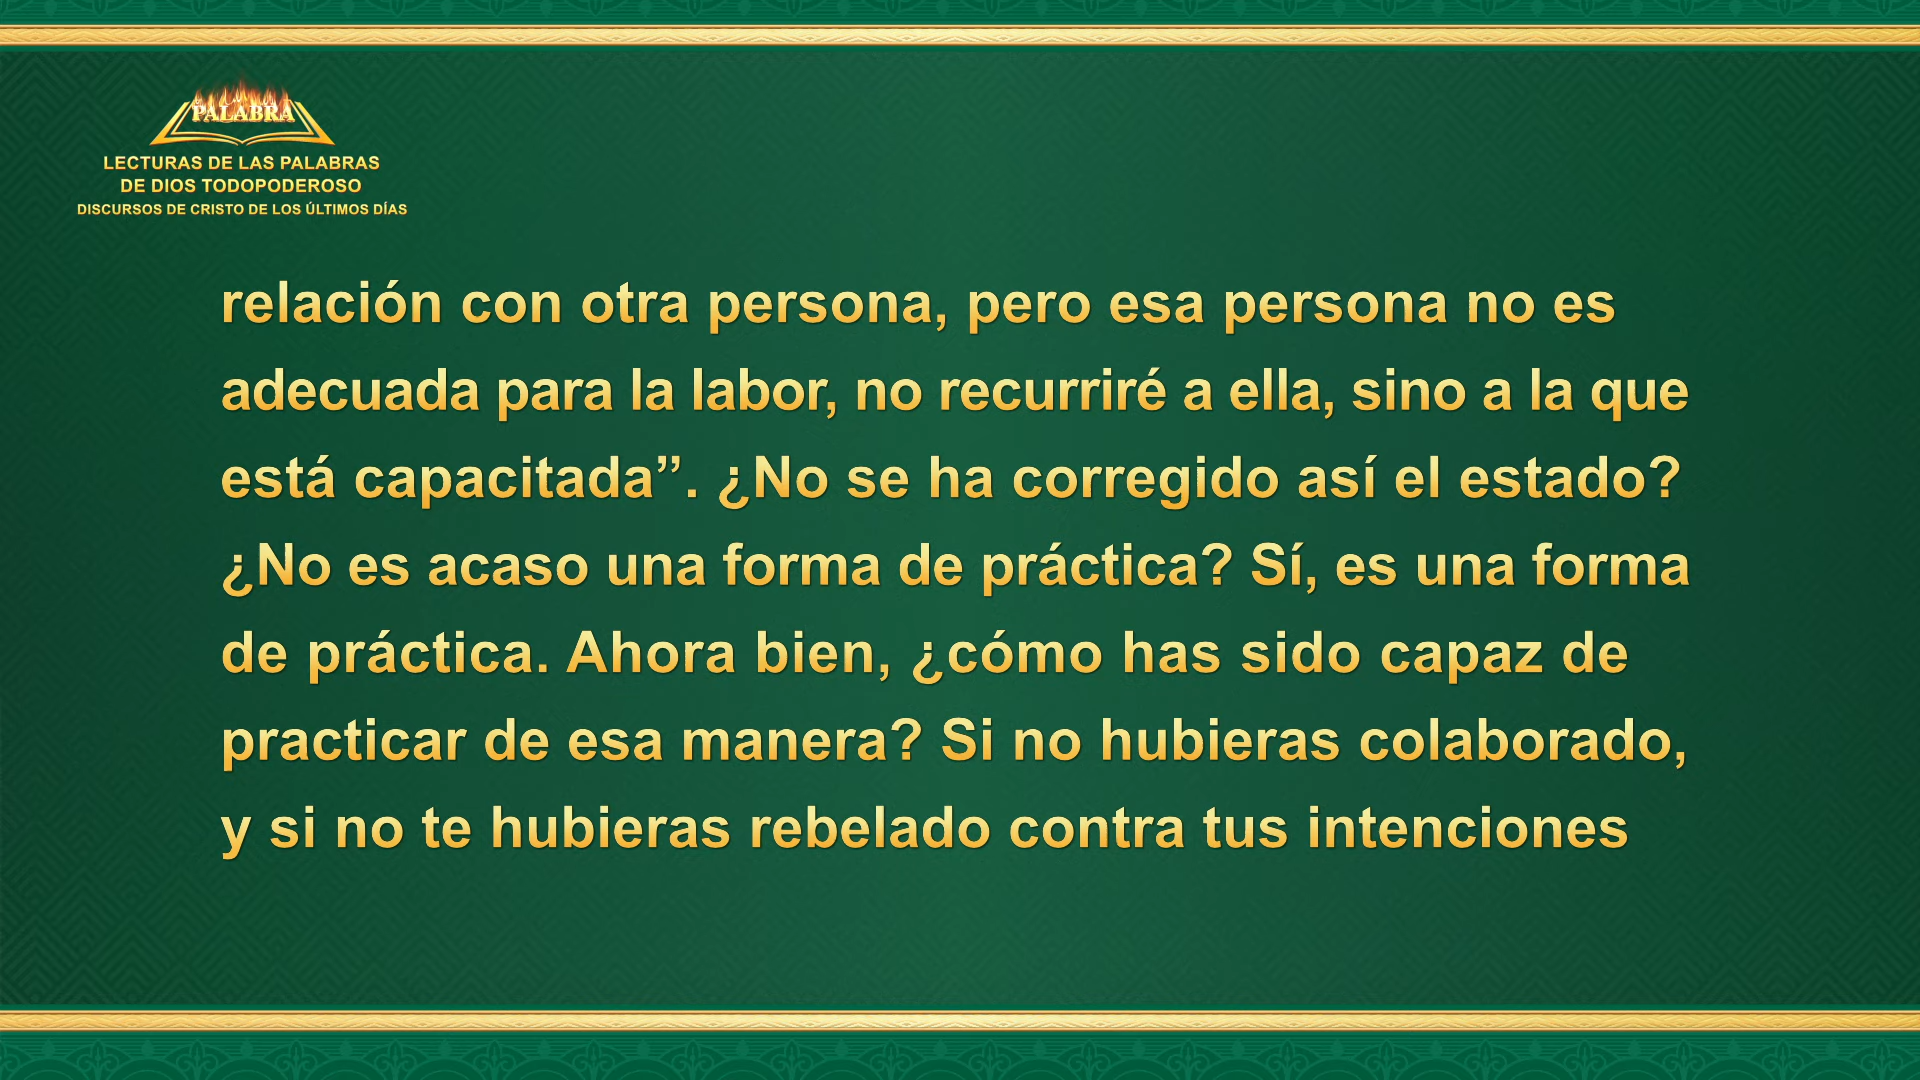 PALABRA
LECTURAS DE LAS PALABRAS
DE DIOS TODOPODEROSO
DISCURSOS DE CRISTO DE LOS ÚLTIMOS DÍAS
relación con otra persona, pero esa persona no es
adecuada para la labor, no recurriré a ella, sino a la que
está capacitada”. ¿No se ha corregido así el estado?
¿No es acaso una forma de práctica? Sí, es una forma
de práctica. Ahora bien, ¿cómo has sido capaz de
practicar de esa manera? Si no hubieras colaborado,
y si no te hubieras rebelado contra tus intenciones